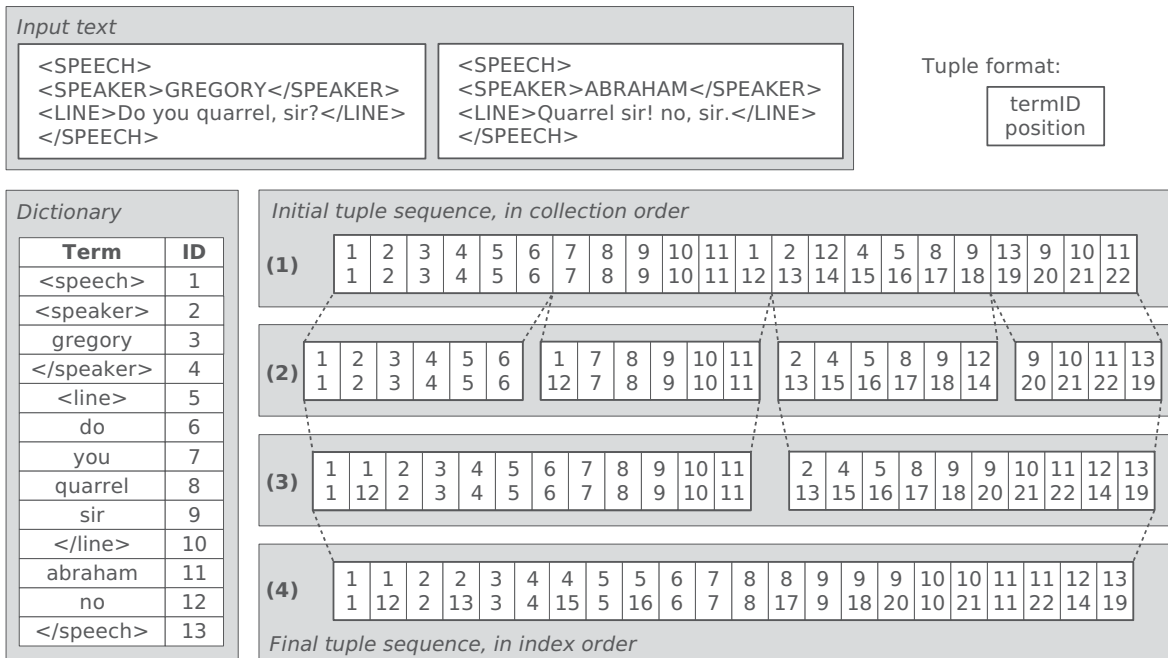 Input text
<SPEECH>
<SPEAKER>GREGORY</SPEAKER>
<LINE>Do you quarrel, sir?</LINE>
</SPEECH>
<SPEECH>
<SPEAKER>ABRAHAM</SPEAKER>
<LINE>Quarrel sir! no, sir.</LINE>
</SPEECH>
Tuple format:
termID
position
Dictionary
Term ID
<speech> 1
<speaker> 2
gregory 3
</speaker> 4
<line> 5
do 6
you 7
quarrel 8
sir 9
</line> 10
abraham 11
no 12
</speech> 13
Initial tuple sequence, in collection order
(1)
1 2 3 4 5 6 7 8 9 10 11 1 2 12 4 5 8 9 13 9 10 11
1 2 3 4 5 6 7 8 9 10 11 12 13 14 15 16 17 18 19 20 21 22
(2)
1 2 3 4 5 6 1 7 8 9 10 11 2 4 5 8 9 12 9 10 11 13
1 2 3 4 5 6 12 7 8 9 10 11 13 15 16 17 18 14 20 21 22 19
(3)
1 1 2 3 4 5 6 7 8 9 10 11 2 4 5 8 9 9 10 11 12 13
1 12 2 3 4 5 6 7 8 9 10 11 13 15 16 17 18 20 21 22 14 19
(4)
1 1 2 2 3 4 4 5 5 6 7 8 8 9 9 9 10 10 11 11 12 13
1 12 2 13 3 4 15 5 16 6 7 8 17 9 18 20 10 21 11 22 14 19
Final tuple sequence, in index order